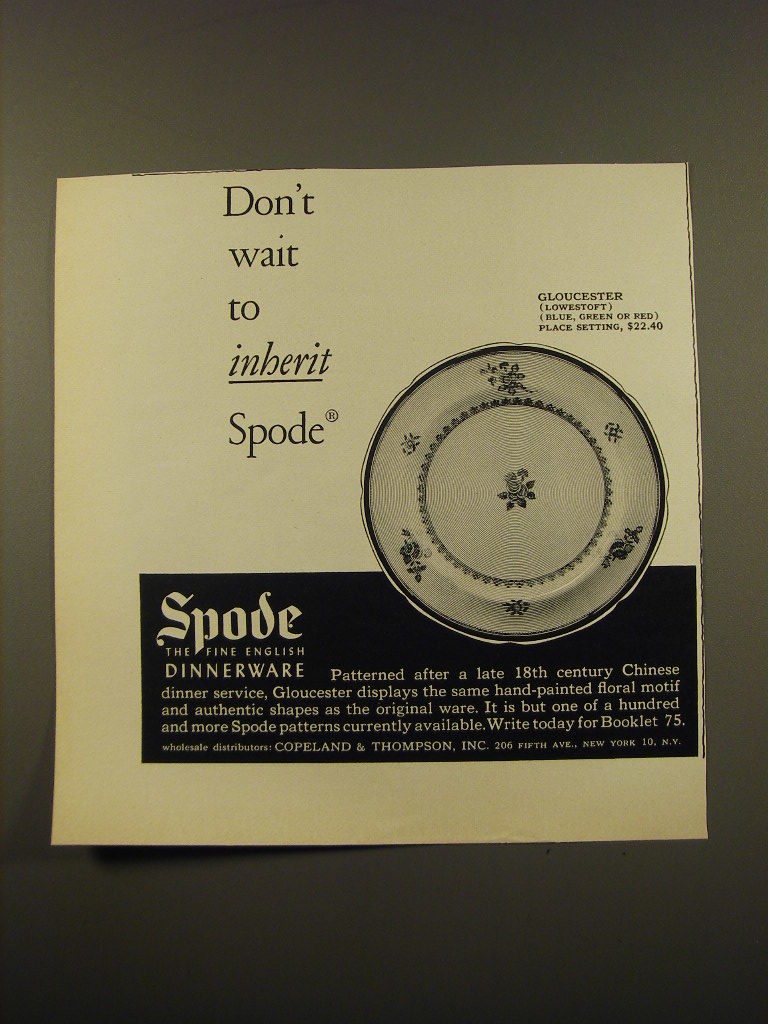 Don't
wait
to
inherit
Spode®
GLOUCESTER
(LOWESTOFT)
(BLUE, GREEN OR RED)
PLACE SETTING, $22.40
Spode
THE FINE ENGLISH
DINNERWARE
Patterned after a late 18th century Chinese
dinner service, Gloucester displays the same hand-painted floral motif
and authentic shapes as the original ware. It is but one of a hundred
and more Spode patterns currently available. Write today for Booklet 75.
wholesale distributors: COPELAND & THOMPSON, INC. 206 FIFTH AVE., NEW YORK 10, N.Y.